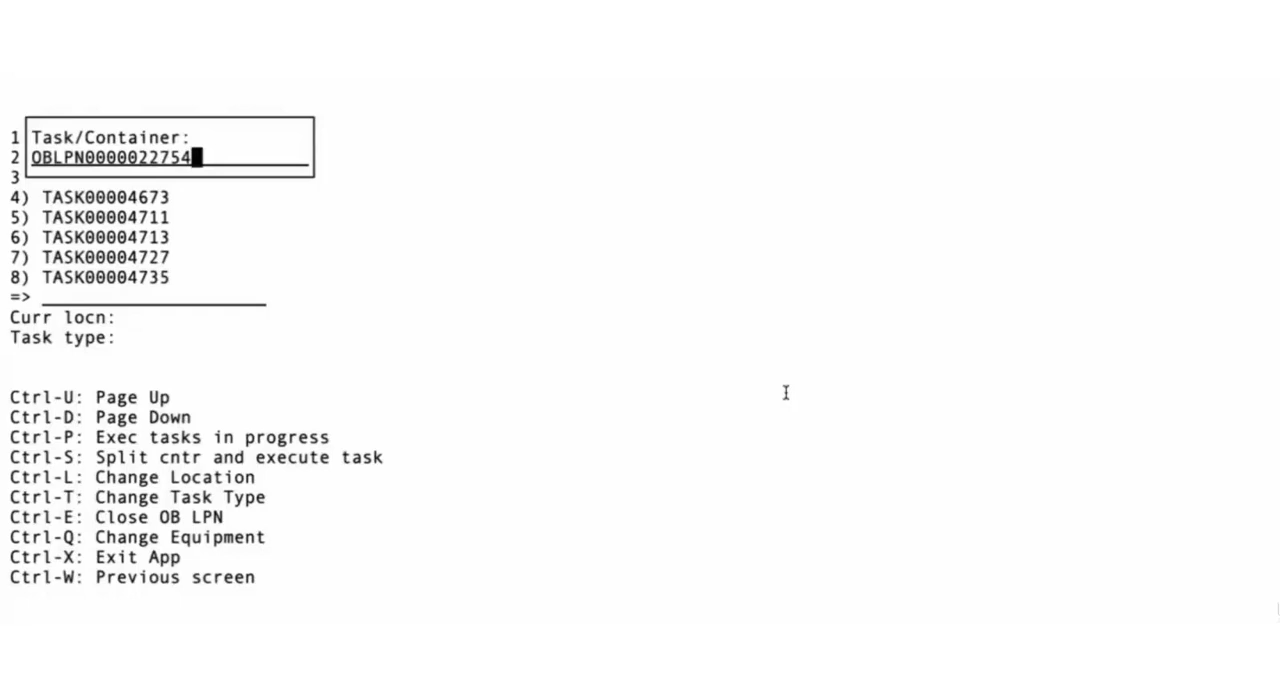 1 Task/Container:
2 OBLPN0000022754
3
4) TASK00004673
5) TASK00004711
6) TASK00004713
7) TASK00004727
8) TASK00004735
=>
Curr locn:
Task type:
Ctrl-U: Page Up
Ctrl-D: Page Down
Ctrl-P: Exec tasks in progress
Ctrl-S: Split cntr and execute task
Ctrl-L: Change Location
Ctrl-T: Change Task Type
Ctrl-E: Close OB LPN
Ctrl-Q: Change Equipment
Ctrl-X: Exit App
Ctrl-W: Previous screen